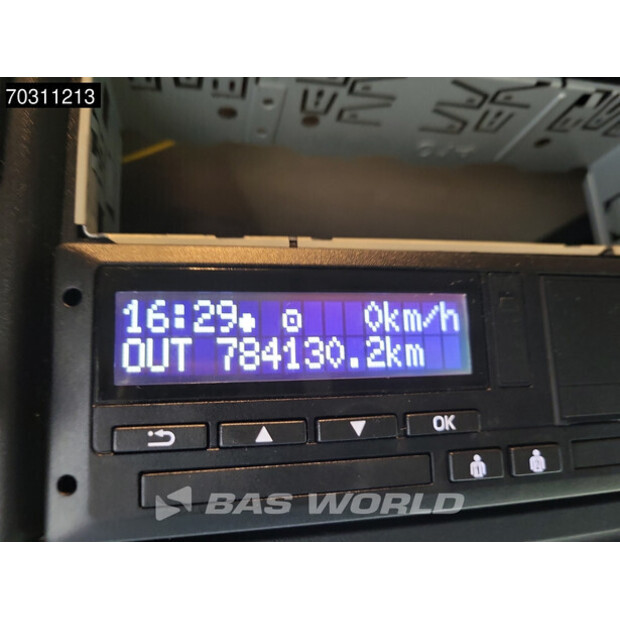 70311213
16:29 0km/h
OUT 784130.2km
OK
BAS WORLD